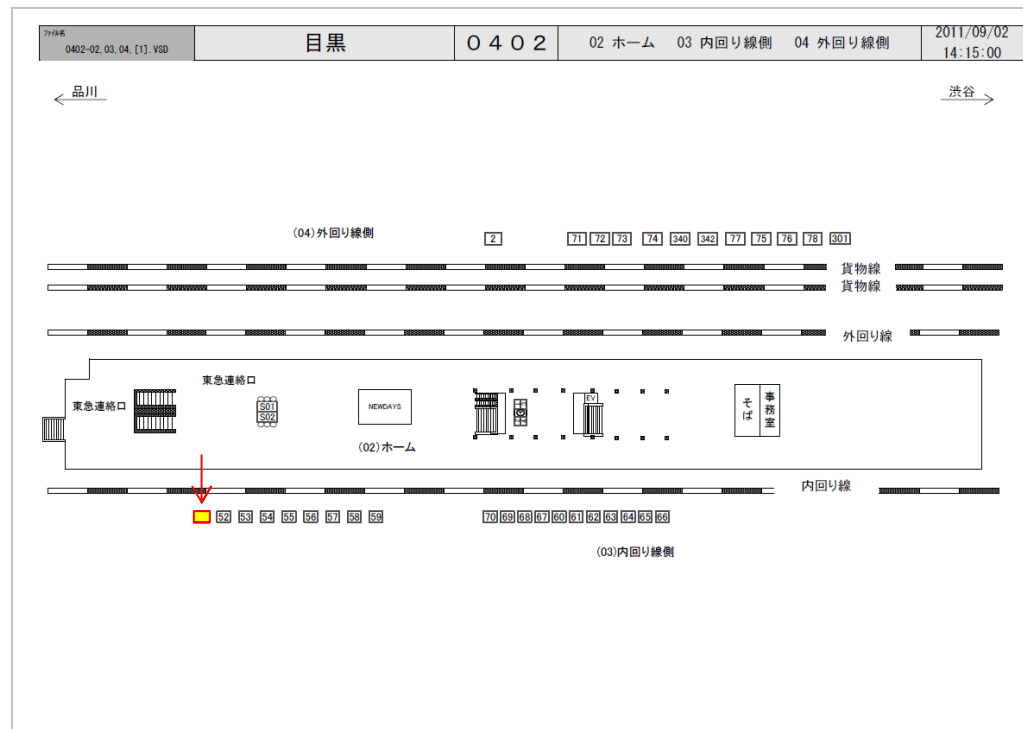 ファイル名
0402-02,03,04,[1].VSD
目黒
0402
02 ホーム 03 内回り線側 04 外回り線側
2011/09/02
14:15:00
品川
渋谷
(04)外回り線側
2 71 72 73 74 340 342 77 75 76 78 301
貨物線
貨物線
外回り線
東急連絡口
東急連絡口
S01
S02
NEWDAYS
EV
そば
事務室
(02)ホーム
内回り線
52 53 54 55 56 57 58 59 70 69 68 67 60 61 62 63 64 65 66
(03)内回り線側